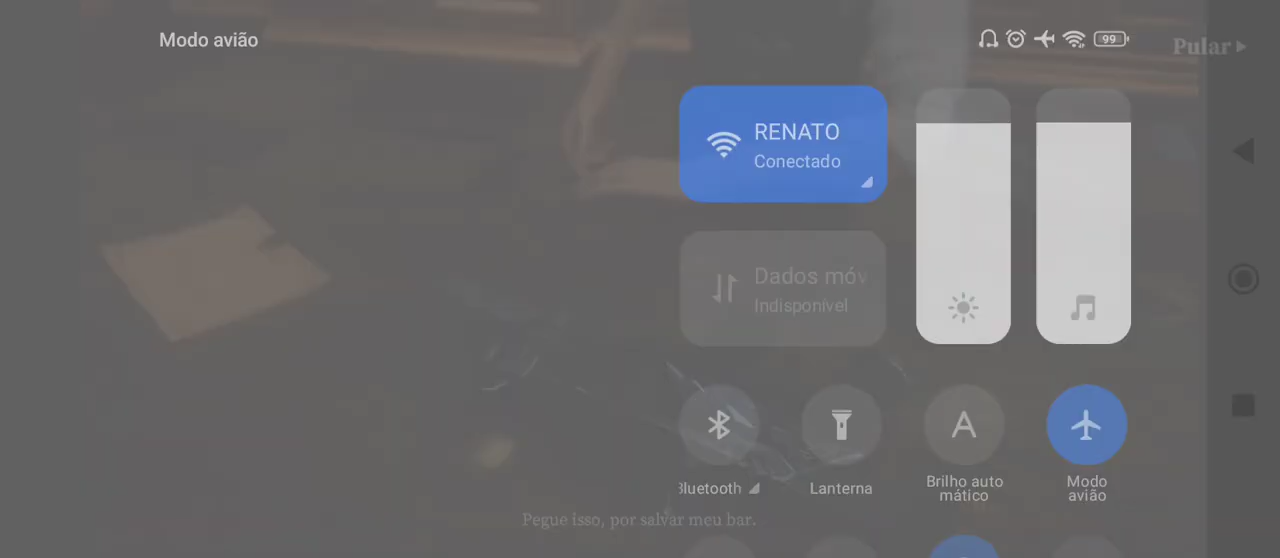 Modo avião
99
Pular
RENATO
Conectado
Dados móv
Indisponível
Bluetooth
Lanterna
A
Brilho auto
mático
Modo
avião
Pegue isso, por salvar meu bar.